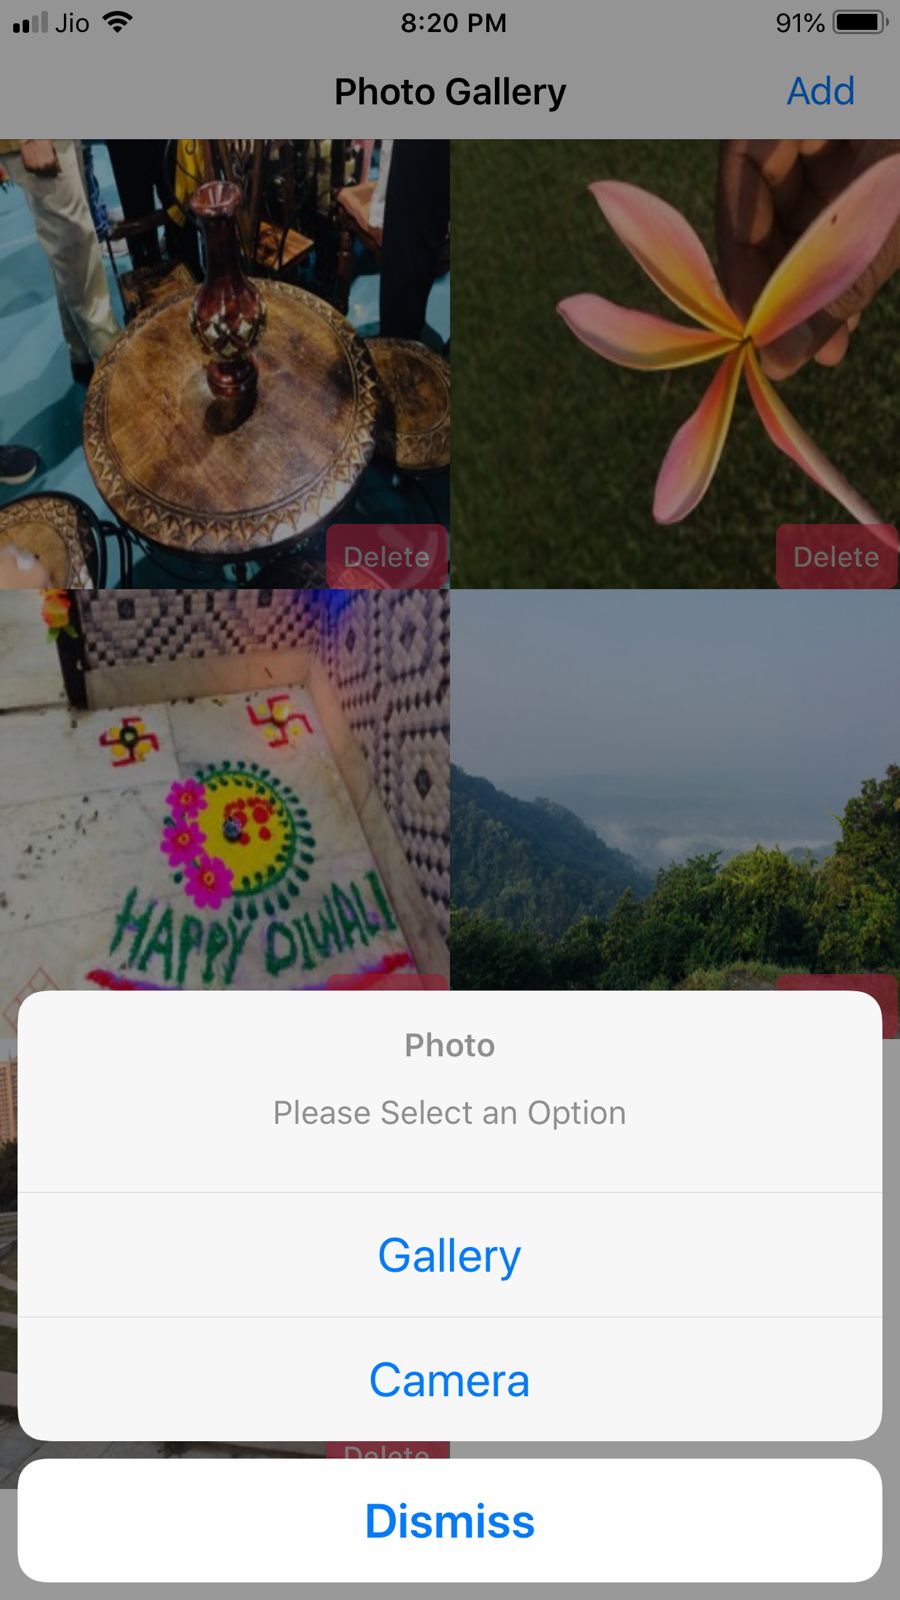 Jio 8:20 PM 91%
Photo Gallery Add
Delete Delete
HAPPY DIWALI
Photo
Please Select an Option
Gallery
Camera
Delete
Dismiss